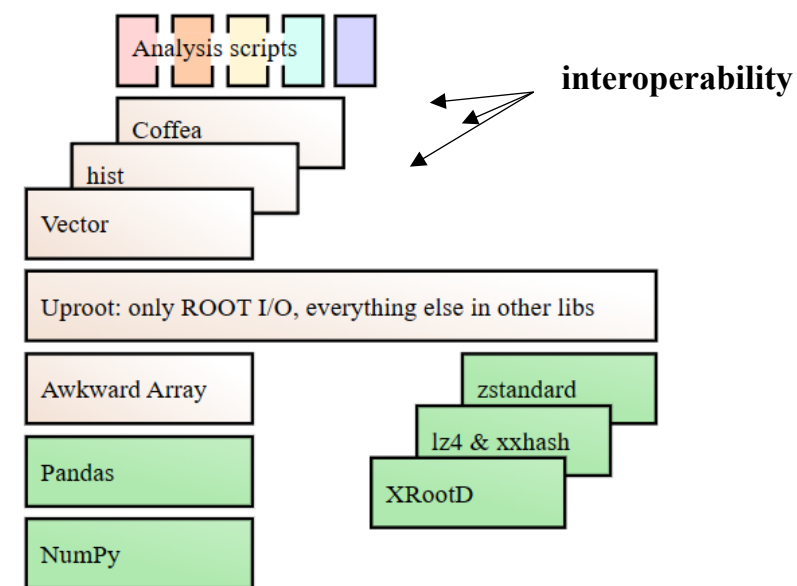 Analysis scripts
interoperability
Coffea
hist
Vector
Uproot: only ROOT I/O, everything else in other libs
Awkward Array
zstandard
lz4 & xxhash
Pandas
XRootD
NumPy